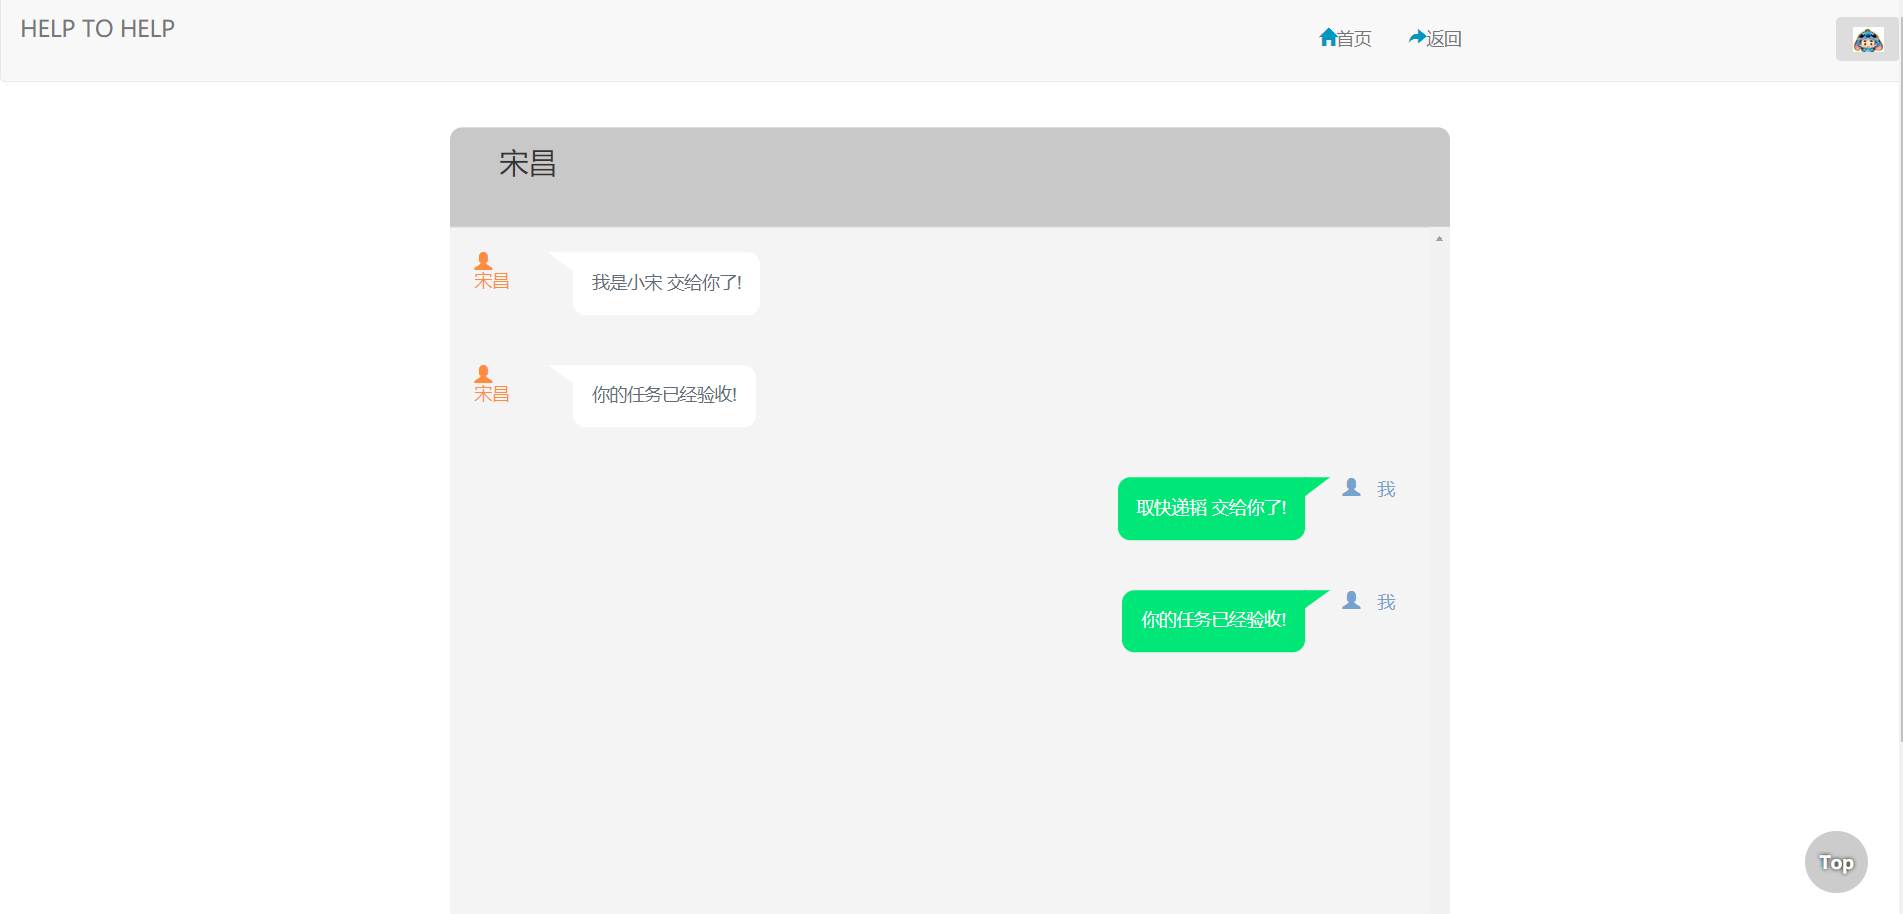 HELP TO HELP
首页
返回
宋昌
宋昌
我是小宋 交给你了!
宋昌
你的任务已经验收!
取快递韬 交给你了!
我
你的任务已经验收!
我
Top